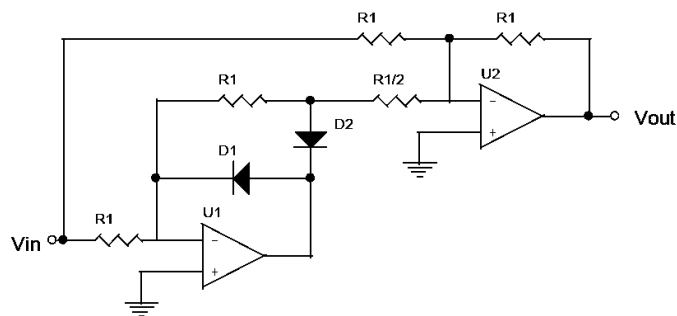 R1 R1
R1 R1/2 U2
D2 Vout
D1
R1 U1
Vin
− +
− +